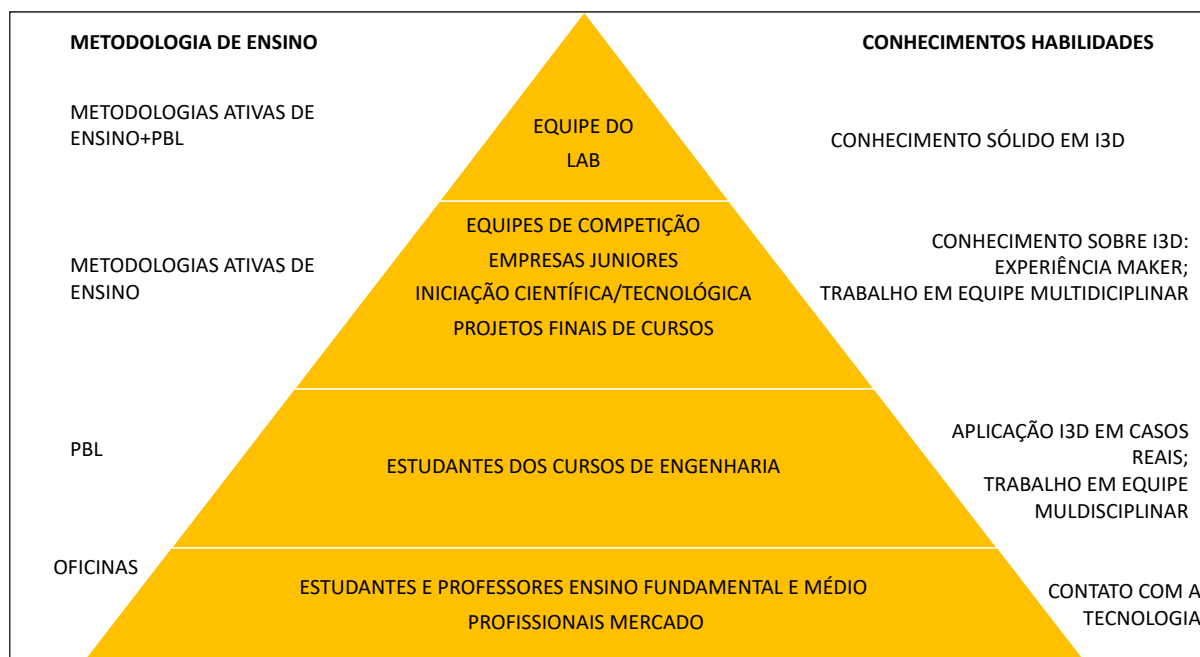 METODOLOGIA DE ENSINO
CONHECIMENTOS HABILIDADES
METODOLOGIAS ATIVAS DE
ENSINO+PBL
EQUIPE DO
LAB
CONHECIMENTO SÓLIDO EM I3D
METODOLOGIAS ATIVAS DE
ENSINO
EQUIPES DE COMPETIÇÃO
EMPRESAS JUNIORES
INICIAÇÃO CIENTÍFICA/TECNOLÓGICA
PROJETOS FINAIS DE CURSOS
CONHECIMENTO SOBRE I3D:
EXPERIÊNCIA MAKER;
TRABALHO EM EQUIPE MULTIDICIPLINAR
PBL
ESTUDANTES DOS CURSOS DE ENGENHARIA
APLICAÇÃO I3D EM CASOS
REAIS;
TRABALHO EM EQUIPE
MULDISCIPLINAR
OFICINAS
ESTUDANTES E PROFESSORES ENSINO FUNDAMENTAL E MÉDIO
PROFISSIONAIS MERCADO
CONTATO COM A
TECNOLOGIA